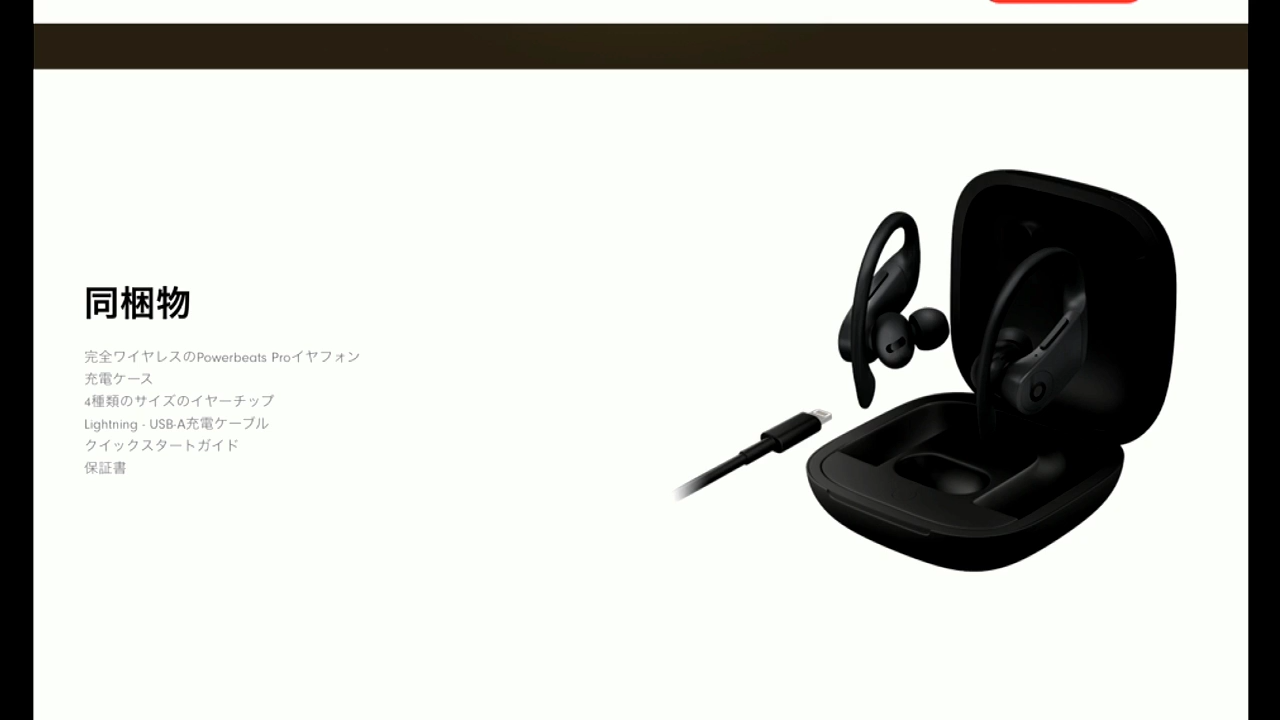 同梱物
完全ワイヤレスのPowerbeats Proイヤフォン
充電ケース
4種類のサイズのイヤーチップ
Lightning - USB-A充電ケーブル
クイックスタートガイド
保証書